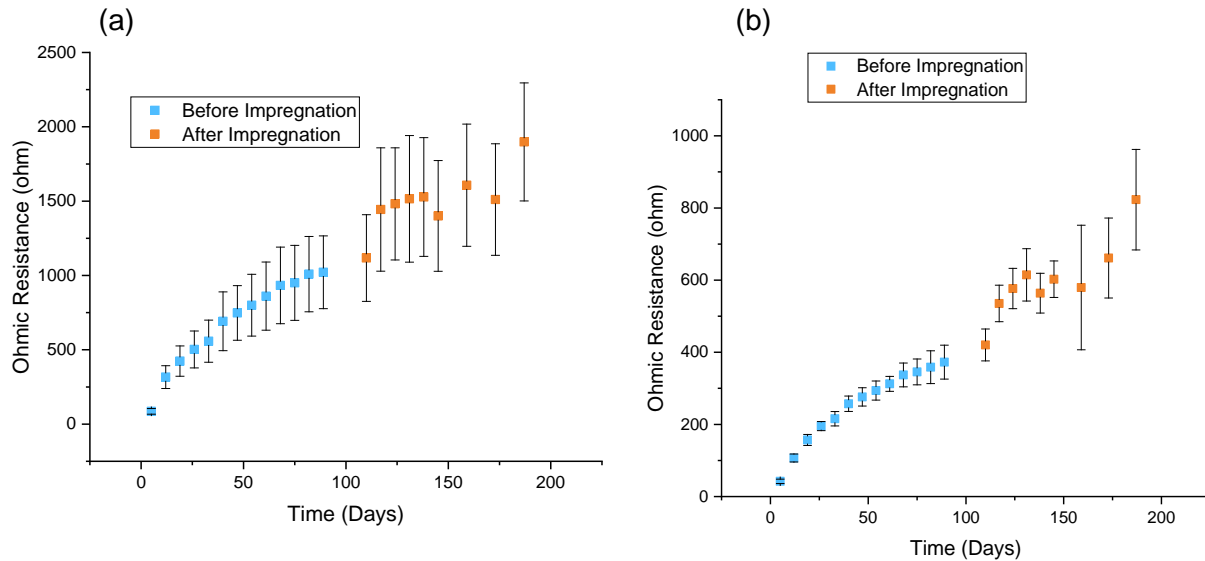 (a)
2500
2000
1500
1000
500
0
Ohmic Resistance (ohm)
Before Impregnation
After Impregnation
0
50
100
150
200
Time (Days)
(b)
1000
800
600
400
200
0
Ohmic Resistance (ohm)
Before Impregnation
After Impregnation
0
50
100
150
200
Time (Days)